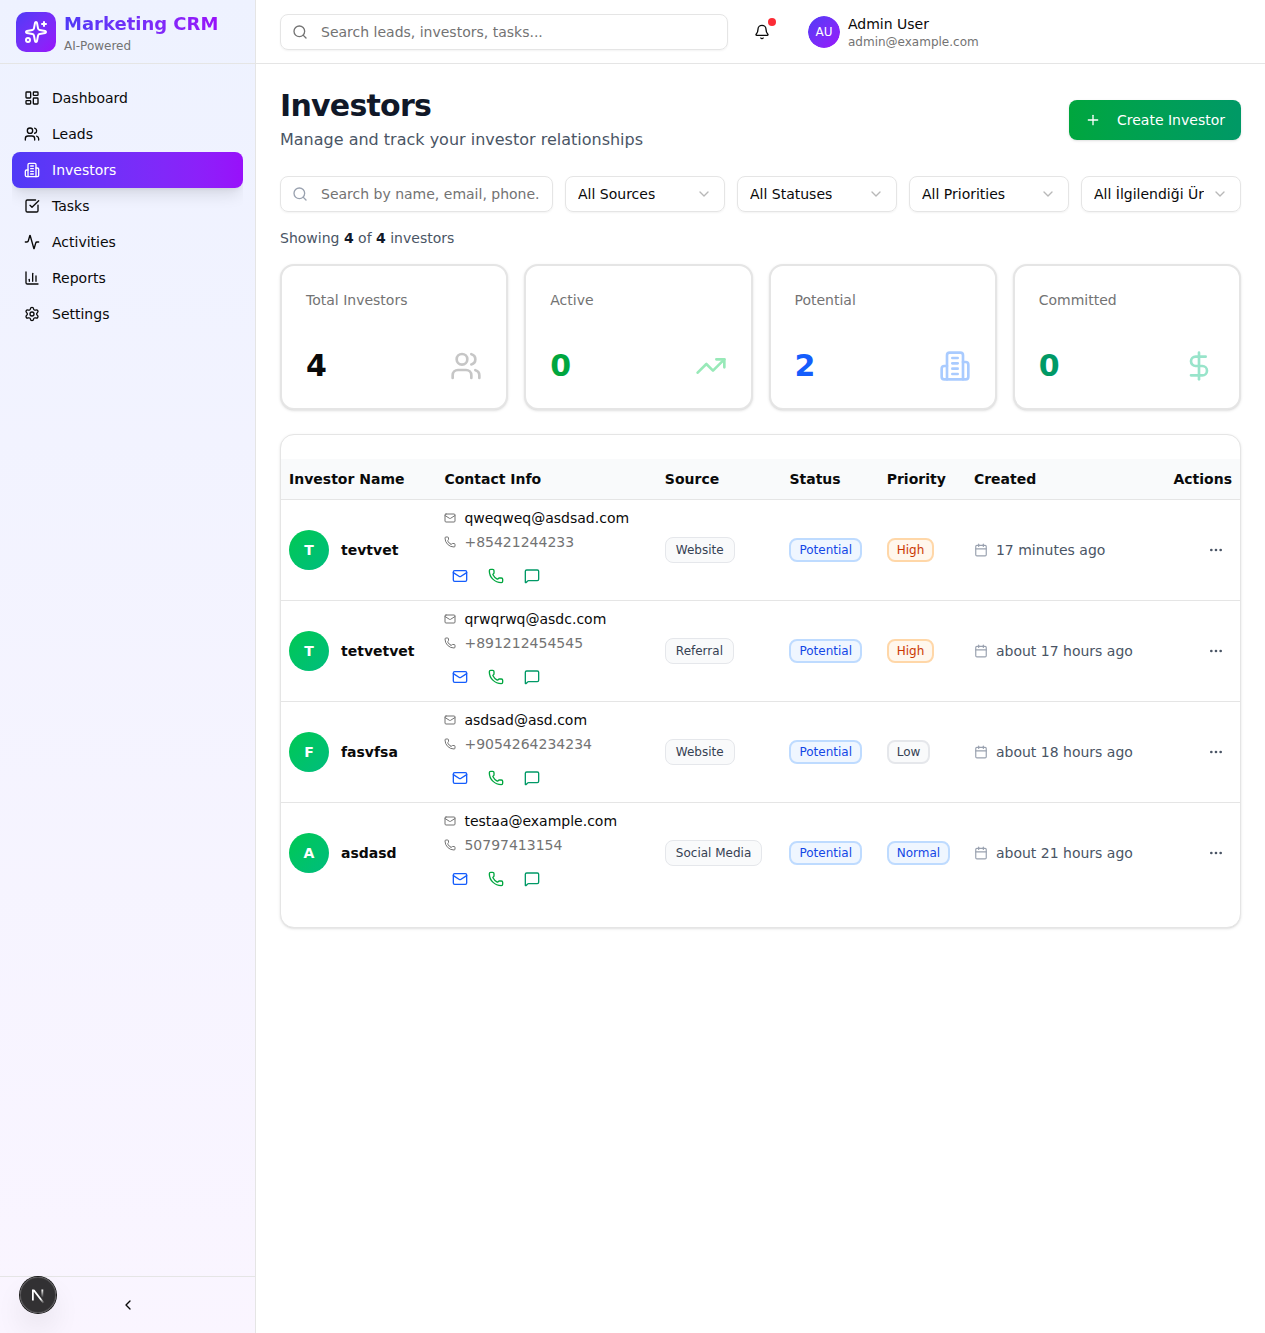 Marketing CRM
AI-Powered
Dashboard
Leads
Investors
Tasks
Activities
Reports
Settings
Search leads, investors, tasks...
AU
Admin User
admin@example.com
Investors
Manage and track your investor relationships
Create Investor
Search by name, email, phone.
All Sources
All Statuses
All Priorities
All İlgilendiği Ür
Showing 4 of 4 investors
Total Investors
4
Active
0
Potential
2
Committed
0
Investor Name Contact Info Source Status Priority Created Actions
T tevtvet
qweqweq@asdsad.com
+85421244233
Website Potential High 17 minutes ago
T tetvetvet
qrwqrwq@asdc.com
+891212454545
Referral Potential High about 17 hours ago
F fasvfsa
asdsad@asd.com
+9054264234234
Website Potential Low about 18 hours ago
A asdasd
testaa@example.com
50797413154
Social Media Potential Normal about 21 hours ago
N